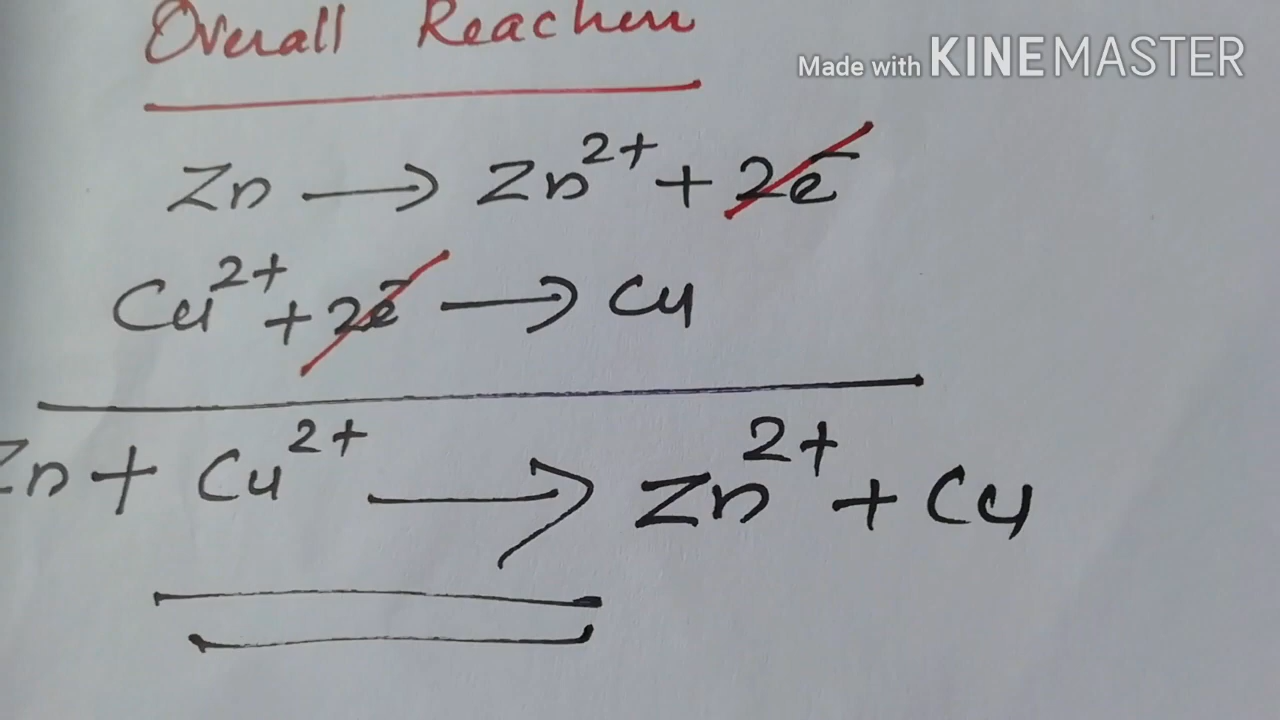 Overall Reaction
Made with KINEMASTER
Zn → Zn²⁺ + 2e⁻
Cu²⁺ + 2e⁻ → Cu
Zn + Cu²⁺ → Zn²⁺ + Cu